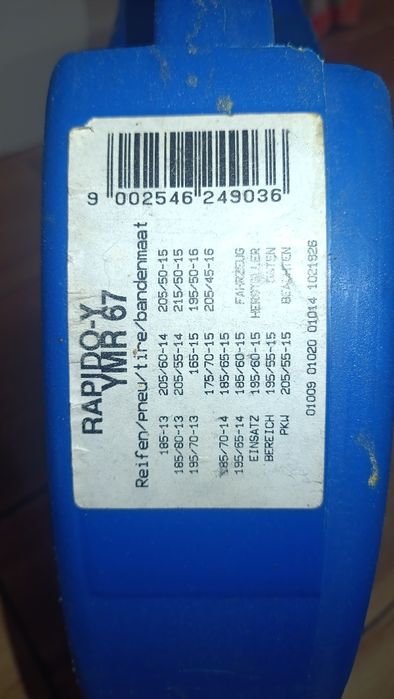 9 002546 249036
RAPIDO-Y
YMR 67
Reifen/pneu/tire/bandenmaat
185-13 205/60-14 205/50-15
185/60-13 205/55-14 215/50-15
195/70-13 165-15 195/50-16
175/70-15 205/45-16
185/70-14 185/65-15
195/65-14 185/60-15 FAHRZEUG
EINSATZ 195/60-15 HERSTELLER
BEREICH 195/55-15
PKW 205/55-15 BEACHTEN
01009 01020 01014 1021926